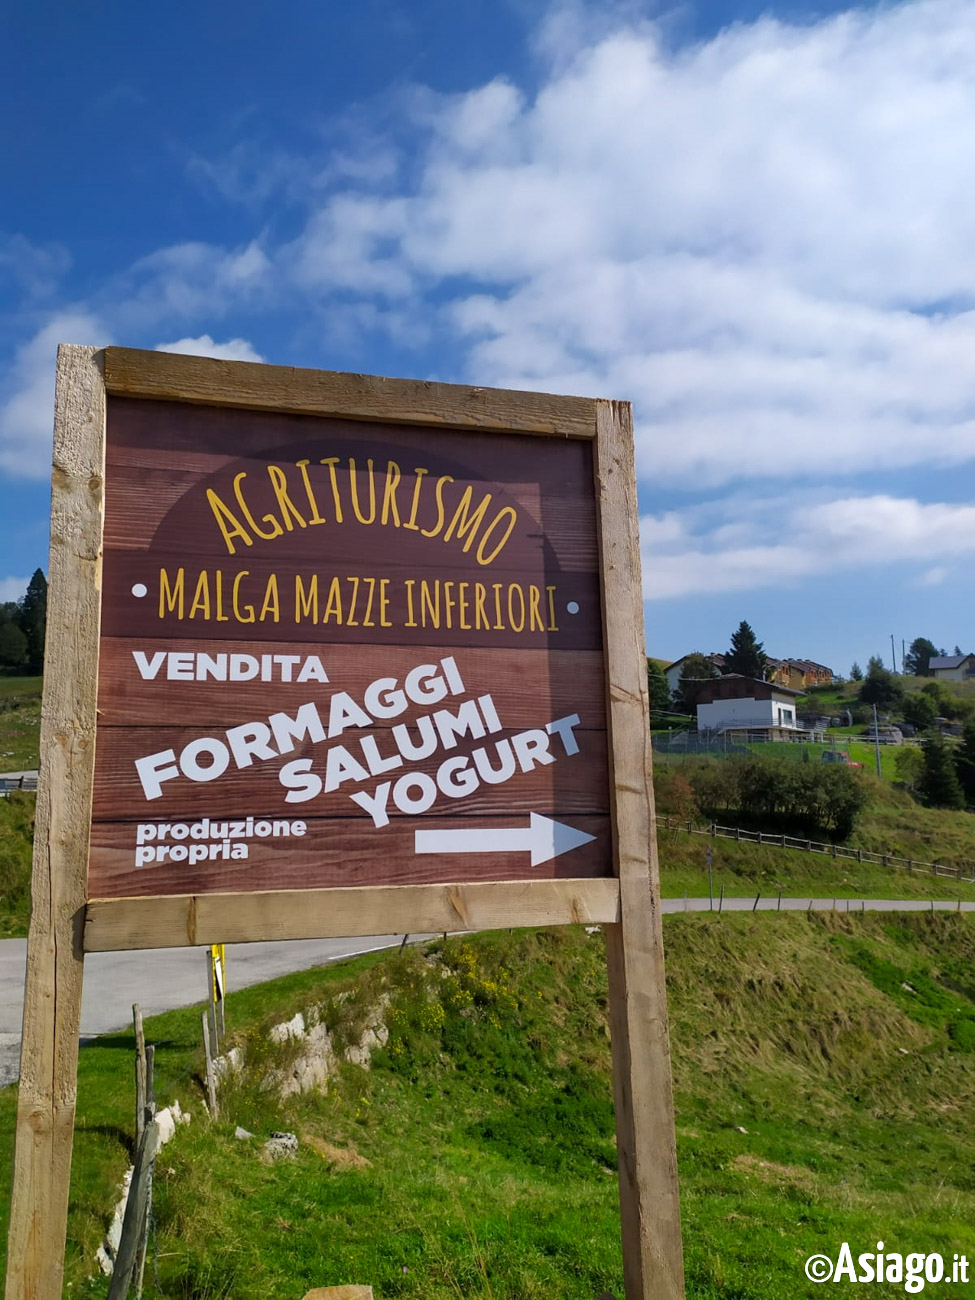 AGRITURISMO
• MALGA MAZZE INFERIORI •
VENDITA
FORMAGGI
SALUMI
YOGURT
produzione
propria
©Asiago.it